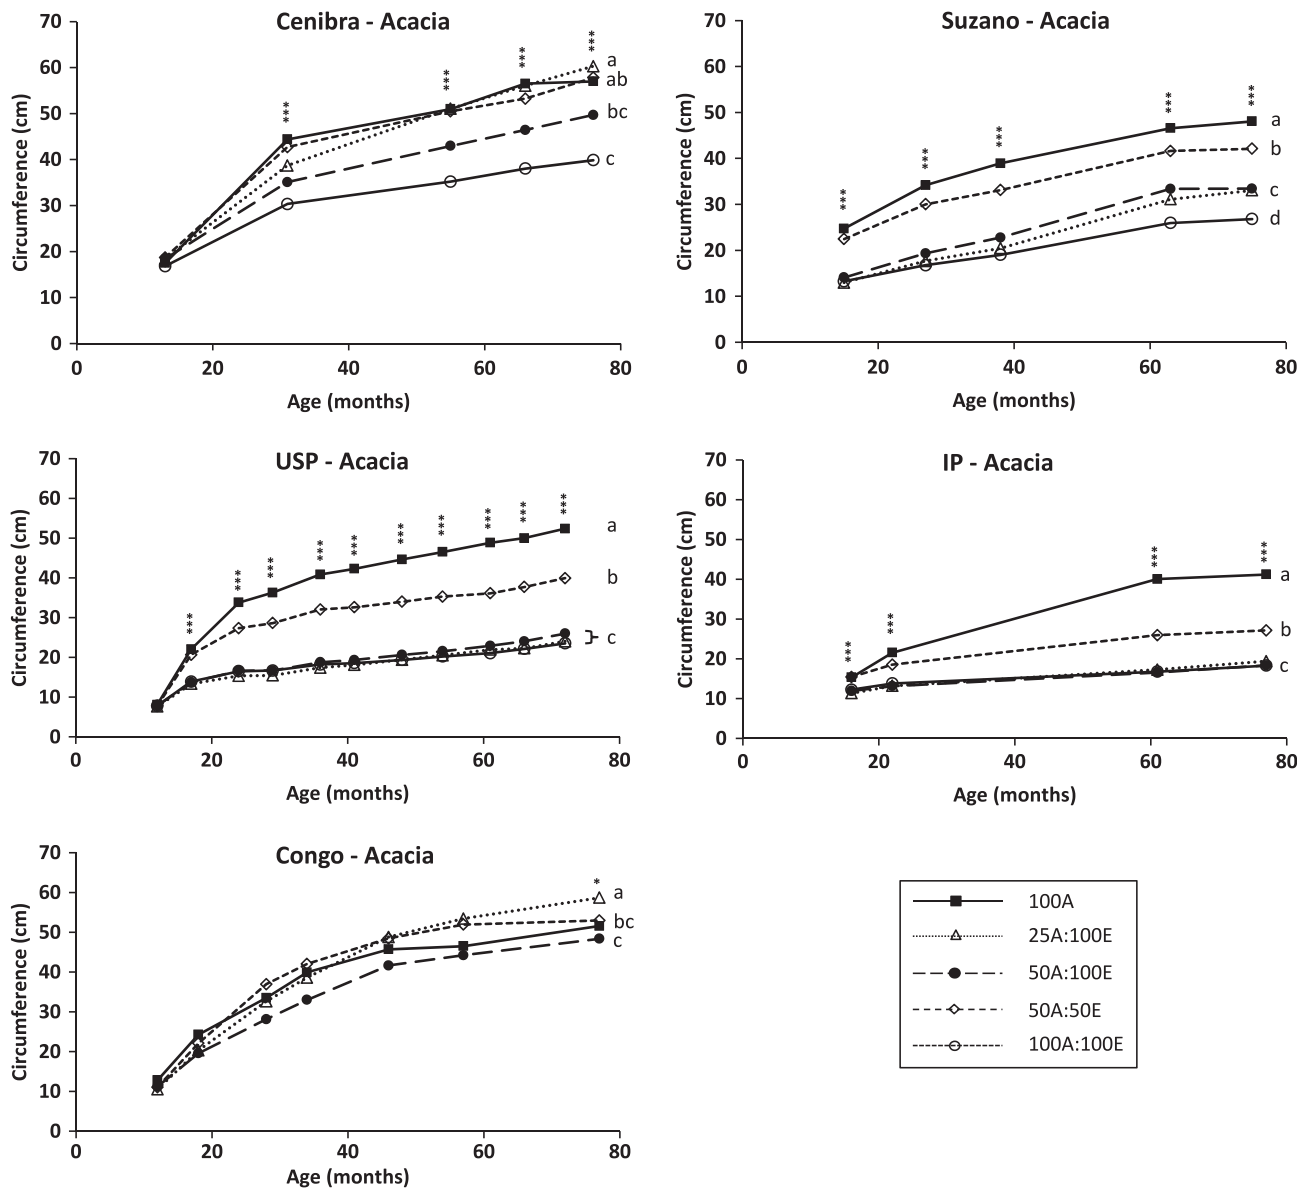 Cenibra - Acacia
Circumference (cm)
70
60
50
40
30
20
10
0
***
***
***
***
a
ab
bc
c
0 20 40 60 80
Age (months)
Suzano - Acacia
Circumference (cm)
70
60
50
40
30
20
10
0
***
***
***
***
***
a
b
c
d
0 20 40 60 80
Age (months)
USP - Acacia
Circumference (cm)
70
60
50
40
30
20
10
0
***
***
***
***
***
***
***
***
***
***
a
b
} c
0 20 40 60 80
Age (months)
IP - Acacia
Circumference (cm)
70
60
50
40
30
20
10
0
***
***
***
***
a
b
c
0 20 40 60 80
Age (months)
Congo - Acacia
Circumference (cm)
70
60
50
40
30
20
10
0
*
a
bc
c
0 20 40 60 80
Age (months)
100A
25A:100E
50A:100E
50A:50E
100A:100E